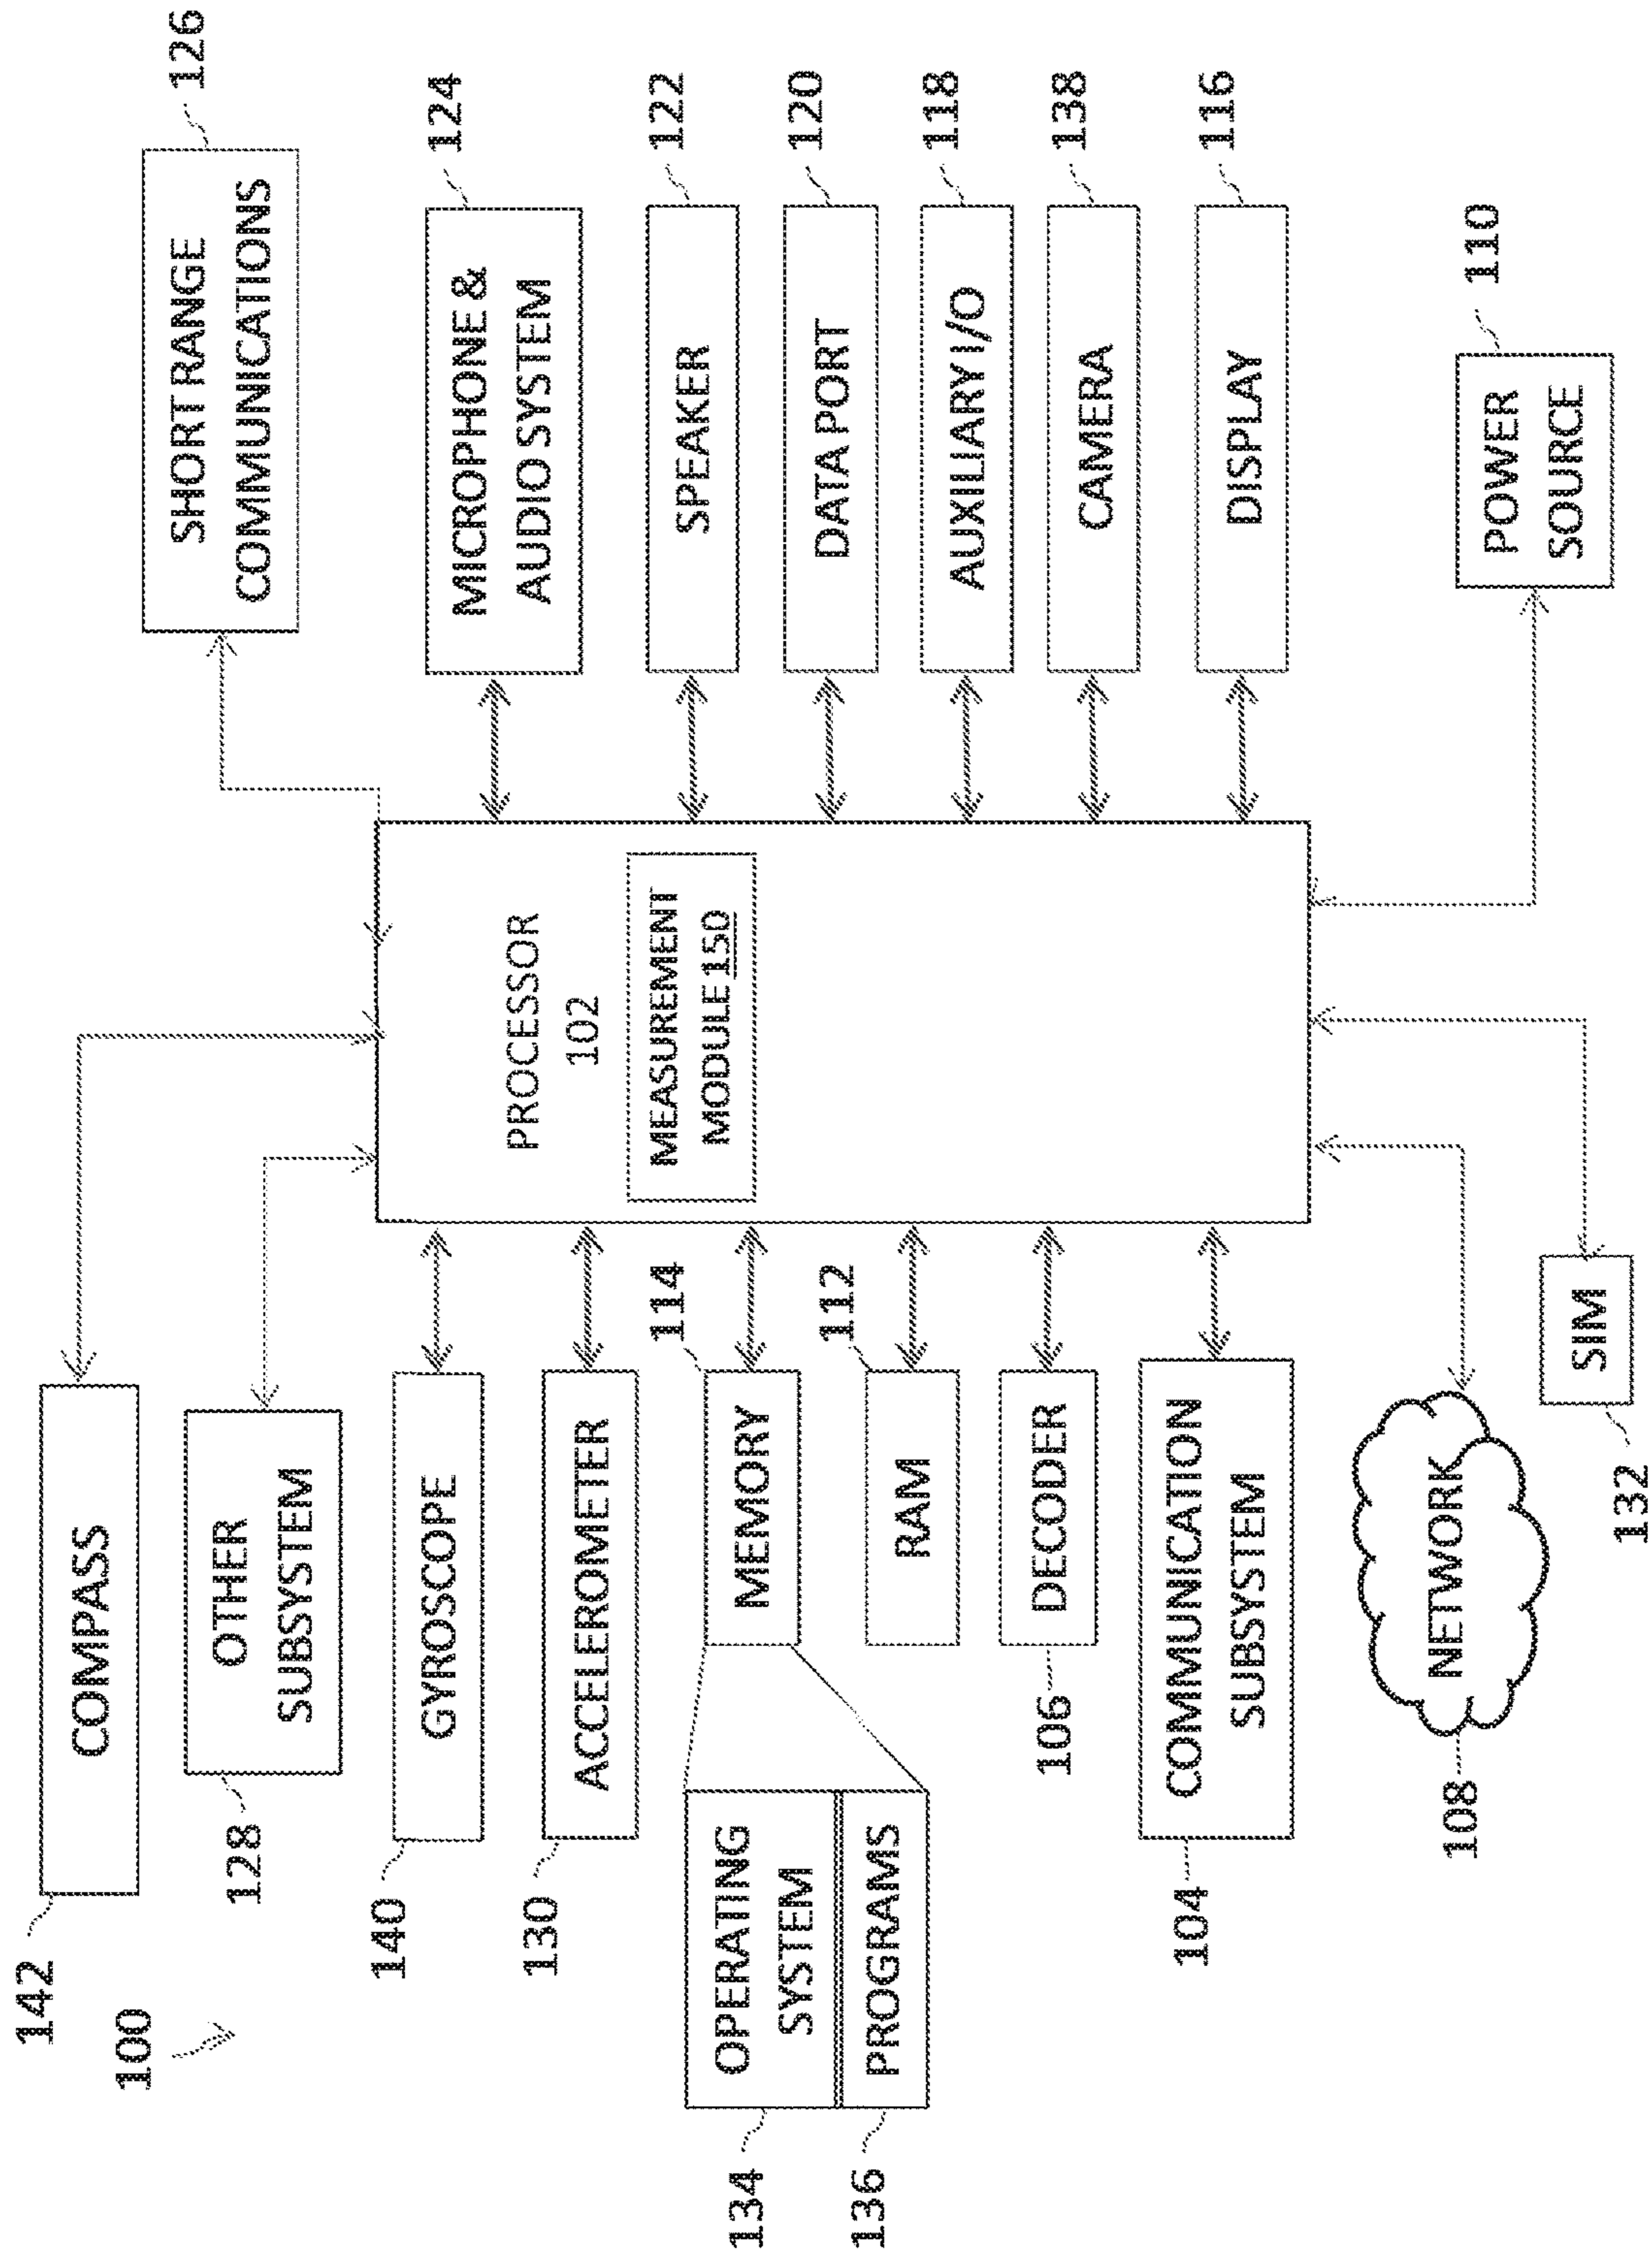 100
142
COMPASS
128
OTHER
SUBSYSTEM
140
GYROSCOPE
130
ACCELEROMETER
114
MEMORY
134
OPERATING
SYSTEM
136
PROGRAMS
112
RAM
106
DECODER
104
COMMUNICATION
SUBSYSTEM
108
NETWORK
132
SIM
PROCESSOR
102
MEASUREMENT
MODULE 150
126
SHORT RANGE
COMMUNICATIONS
124
MICROPHONE &
AUDIO SYSTEM
122
SPEAKER
120
DATA PORT
118
AUXILIARY I/O
138
CAMERA
116
DISPLAY
110
POWER
SOURCE